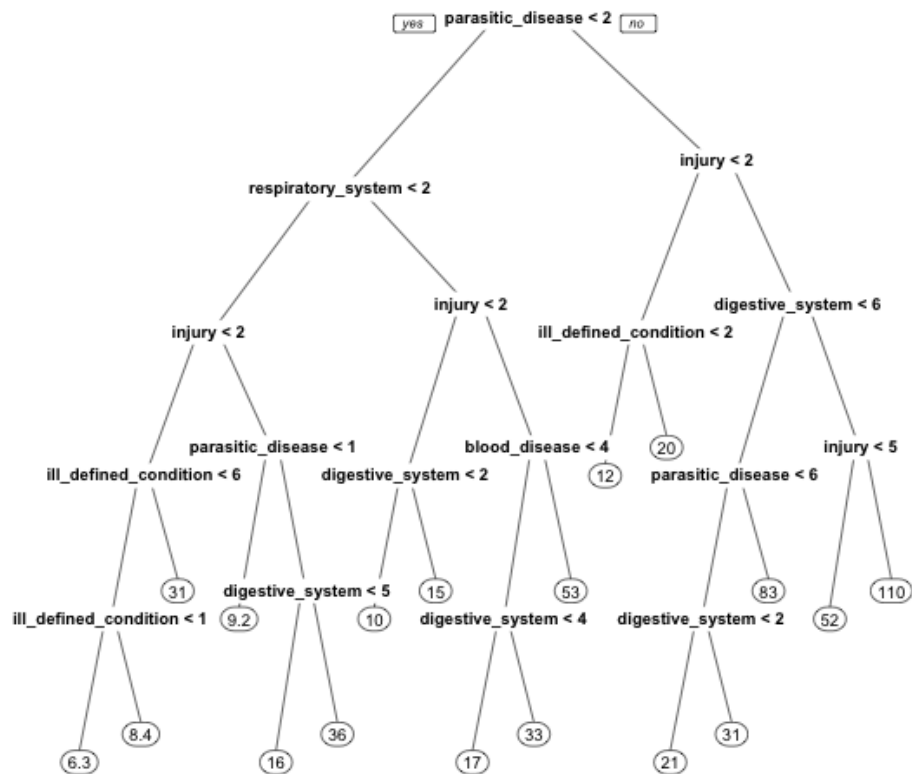 yes parasitic_disease < 2 no
injury < 2
respiratory_system < 2
injury < 2 digestive_system < 6
injury < 2 ill_defined_condition < 2
parasitic_disease < 1 blood_disease < 4 20 injury < 5
ill_defined_condition < 6 digestive_system < 2 12 parasitic_disease < 6
31 digestive_system < 5 15 53 83 110
ill_defined_condition < 1 9.2 10 digestive_system < 4 digestive_system < 2 52
8.4 36 33 31
6.3 16 17 21